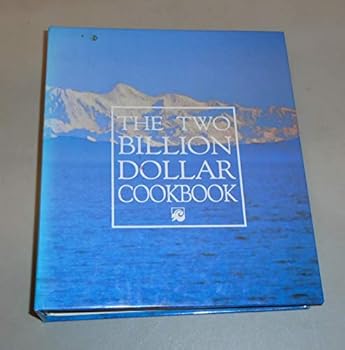 THE TWO
BILLION
DOLLAR
COOKBOOK